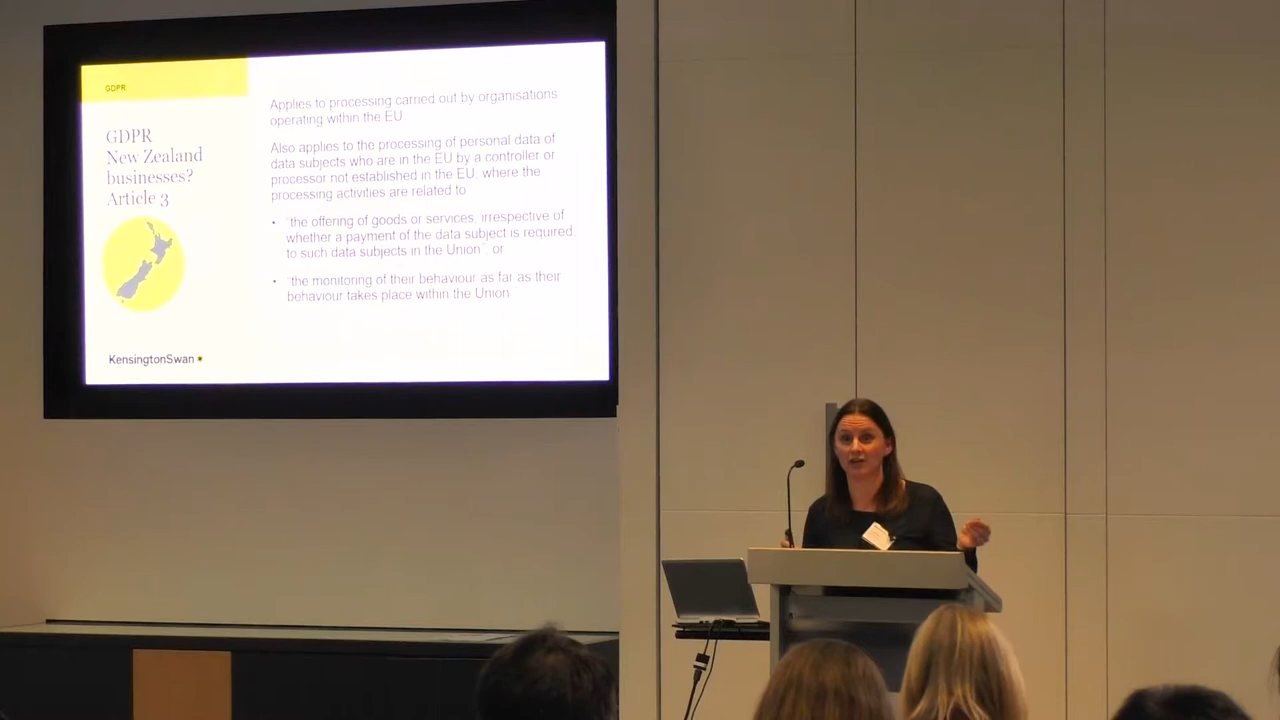 GDPR
GDPR
New Zealand
businesses?
Article 3
KensingtonSwan
Applies to processing carried out by organisations
operating within the EU
Also applies to the processing of personal data of
data subjects who are in the EU by a controller or
processor not established in the EU, where the
processing activities are related to
• "the offering of goods or services, irrespective of
whether a payment of the data subject is required,
to such data subjects in the Union", or
• "the monitoring of their behaviour as far as their
behaviour takes place within the Union